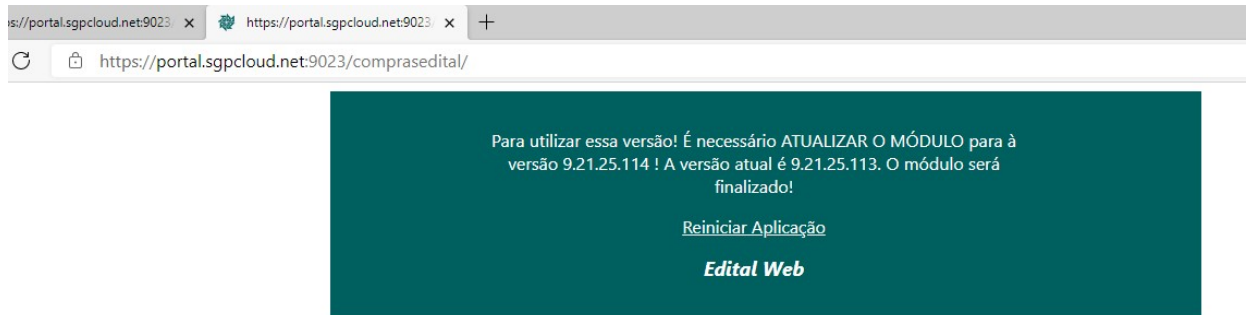 os://portal.sgpcloud.net:9023/ https://portal.sgpcloud.net:9023/
https://portal.sgpcloud.net:9023/comprasedital/
Para utilizar essa versão! É necessário ATUALIZAR O MÓDULO para à
versão 9.21.25.114 ! A versão atual é 9.21.25.113. O módulo será
finalizado!
Reiniciar Aplicação
Edital Web